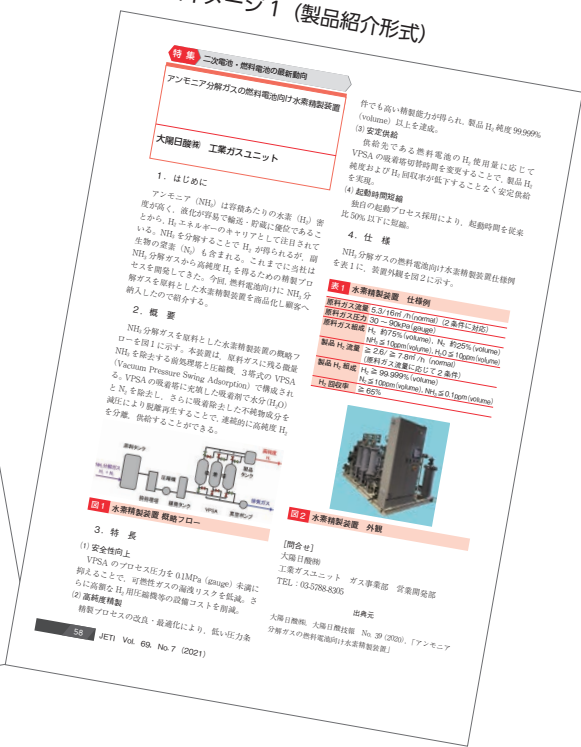 イメージ1（製品紹介形式）
特集
二次電池・燃料電池の最新動向
アンモニア分解ガスの燃料電池向け水素精製装置
大陽日酸㈱　工業ガスユニット
1．はじめに
アンモニア（NH₃）は容積あたりの水素（H₂）密
度が高く、液化が容易で輸送・貯蔵に優位であるこ
とから、H₂エネルギーのキャリアとして注目されて
いる。NH₃を分解することで H₂が得られるが、副
生物の窒素（N₂）も含まれる。これまでに当社は
NH₃分解ガスから高純度 H₂を得るための精製プロ
セスを開発してきた。今回、燃料電池向けに NH₃分
解ガスを原料とした水素精製装置を商品化し顧客へ
納入したので紹介する。
2．概　要
NH₃分解ガスを原料とした水素精製装置の概略フ
ローを図1に示す。本装置は、原料ガスに残る微量
NH₃を除去する前処理塔と圧縮機、3塔式の VPSA
（Vacuum Pressure Swing Adsorption）で構成され
る。VPSAの吸着塔に充填した吸着剤で水分（H₂O）
と N₂を除去し、さらに吸着除去した不純物成分を
減圧により脱離再生することで、連続的に高純度 H₂
を分離、供給することができる。
原料タンク
NH₃分解ガス
H₂ + N₂
前処理塔
圧縮機
VPSA
真空ポンプ
製品
タンク
高純度
H₂
図1 水素精製装置 概略フロー
3．特　長
(1) 安全性向上
VPSAのプロセス圧力を 0.1MPa（gauge）未満に
抑えることで、可燃性ガスの漏洩リスクを低減。さ
らに高額な H₂用圧縮機等の設備コストを削減。
(2) 高純度精製
精製プロセスの改良・最適化により、低い圧力条
件でも高い精製能力が得られ、製品 H₂純度 99.999%
（volume）以上を達成。
(3) 安定供給
供給先である燃料電池の H₂使用量に応じて
VPSAの吸着塔切替時間を変更することで、製品 H₂
純度および H₂回収率が低下することなく安定供給
を実現。
(4) 起動時間短縮
独自の起動プロセス採用により、起動時間を従来
比50%以下に短縮。
4．仕　様
NH₃分解ガスの燃料電池向け水素精製装置仕様例
を表1に、装置外観を図2に示す。
表1 水素精製装置　仕様例
原料ガス流量 5.3/16㎥/h(normal)（2条件に対応）
原料ガス圧力 30 － 90kPa(gauge)
原料ガス組成 H₂ 約75%(volume)、N₂ 約25%(volume)
NH₃≦10ppm(volume)、H₂O≦10ppm(volume)
製品 H₂ 流量 ≧ 2.6/ ≧ 7.8㎥/h（normal）
（原料ガス流量に応じて2条件）
製品 H₂ 組成 H₂ ≧ 99.999%(volume)
N₂≦10ppm(volume)、NH₃≦0.1ppm(volume)
H₂ 回収率 ≧ 65%
図2 水素精製装置　外観
[問合せ]
大陽日酸㈱
工業ガスユニット　ガス事業部　営業開発部
TEL：03-5788-8305
出典元
大陽日酸㈱、大陽日酸技報　No. 39 (2020)、「アンモニア
分解ガスの燃料電池向け水素精製装置」
58 JETI Vol. 69, No. 7 (2021)